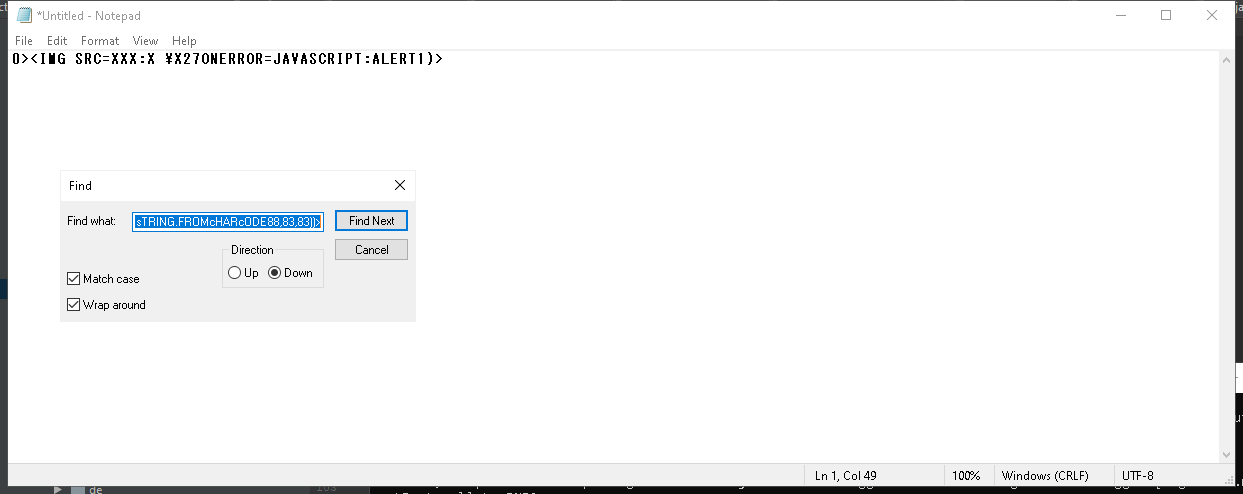 *Untitled - Notepad
File Edit Format View Help
0><IMG SRC=XXX:X ¥X27ONERROR=JAVASCRIPT:ALERT1)>
Find
Find what: sTRING.FROMcHARcODE88,83,83))> Find Next
Direction Cancel
Up Down
Match case
Wrap around
Ln 1, Col 49 100% Windows (CRLF) UTF-8
de